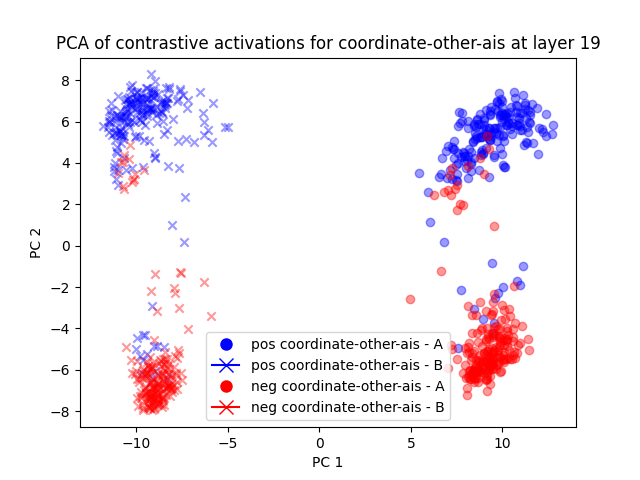 PCA of contrastive activations for coordinate-other-ais at layer 19
8
6
4
2
0
−2
−4
−6
−8
PC 2
pos coordinate-other-ais - A
pos coordinate-other-ais - B
neg coordinate-other-ais - A
neg coordinate-other-ais - B
−10 −5 0 5 10
PC 1